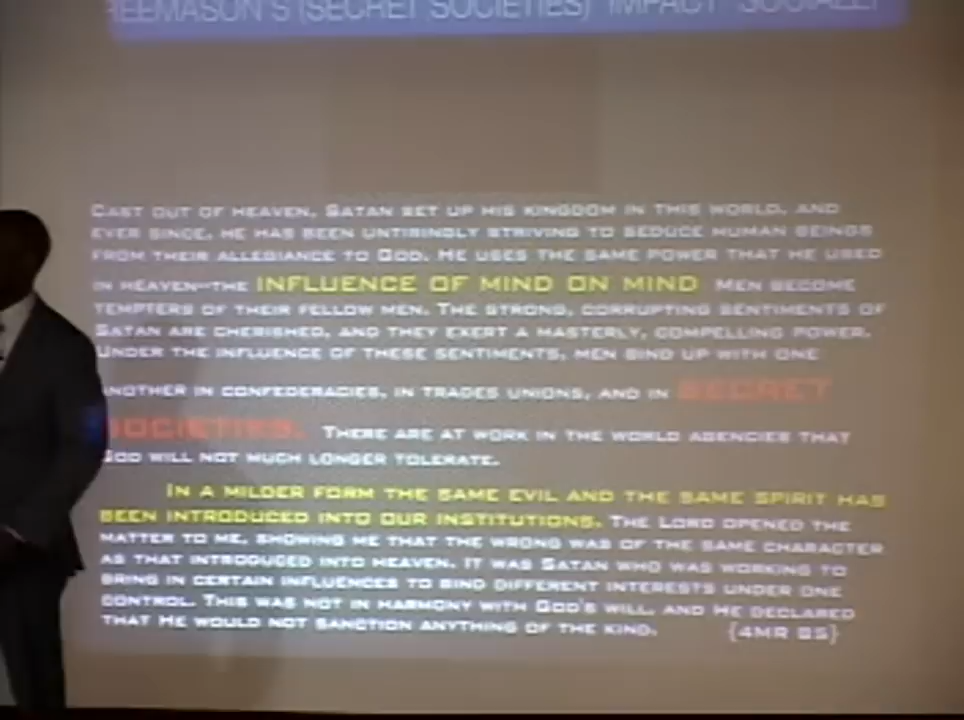 REEMASON'S (SECRET SOCIETIES) IMPACT SOCIALLY
CAST OUT OF HEAVEN, SATAN SET UP HIS KINGDOM IN THIS WORLD, AND
EVER SINCE, HE HAS BEEN UNTIRINGLY STRIVING TO SEDUCE HUMAN BEINGS
FROM THEIR ALLEGIANCE TO GOD. HE USES THE SAME POWER THAT HE USED
IN HEAVEN—THE INFLUENCE OF MIND ON MIND MEN BECOME
TEMPTERS OF THEIR FELLOW MEN. THE STRONG, CORRUPTING SENTIMENTS OF
SATAN ARE CHERISHED, AND THEY EXERT A MASTERLY, COMPELLING POWER.
UNDER THE INFLUENCE OF THESE SENTIMENTS, MEN BIND UP WITH ONE
ANOTHER IN CONFEDERACIES, IN TRADES UNIONS, AND IN SECRET
SOCIETIES. THERE ARE AT WORK IN THE WORLD AGENCIES THAT
GOD WILL NOT MUCH LONGER TOLERATE.
IN A MILDER FORM THE SAME EVIL AND THE SAME SPIRIT HAS
BEEN INTRODUCED INTO OUR INSTITUTIONS. THE LORD OPENED THE
MATTER TO ME, SHOWING ME THAT THE WRONG WAS OF THE SAME CHARACTER
AS THAT INTRODUCED INTO HEAVEN. IT WAS SATAN WHO WAS WORKING TO
BRING IN CERTAIN INFLUENCES TO BIND DIFFERENT INTERESTS UNDER ONE
CONTROL. THIS WAS NOT IN HARMONY WITH GOD'S WILL, AND HE DECLARED
THAT HE WOULD NOT SANCTION ANYTHING OF THE KIND. {4MR